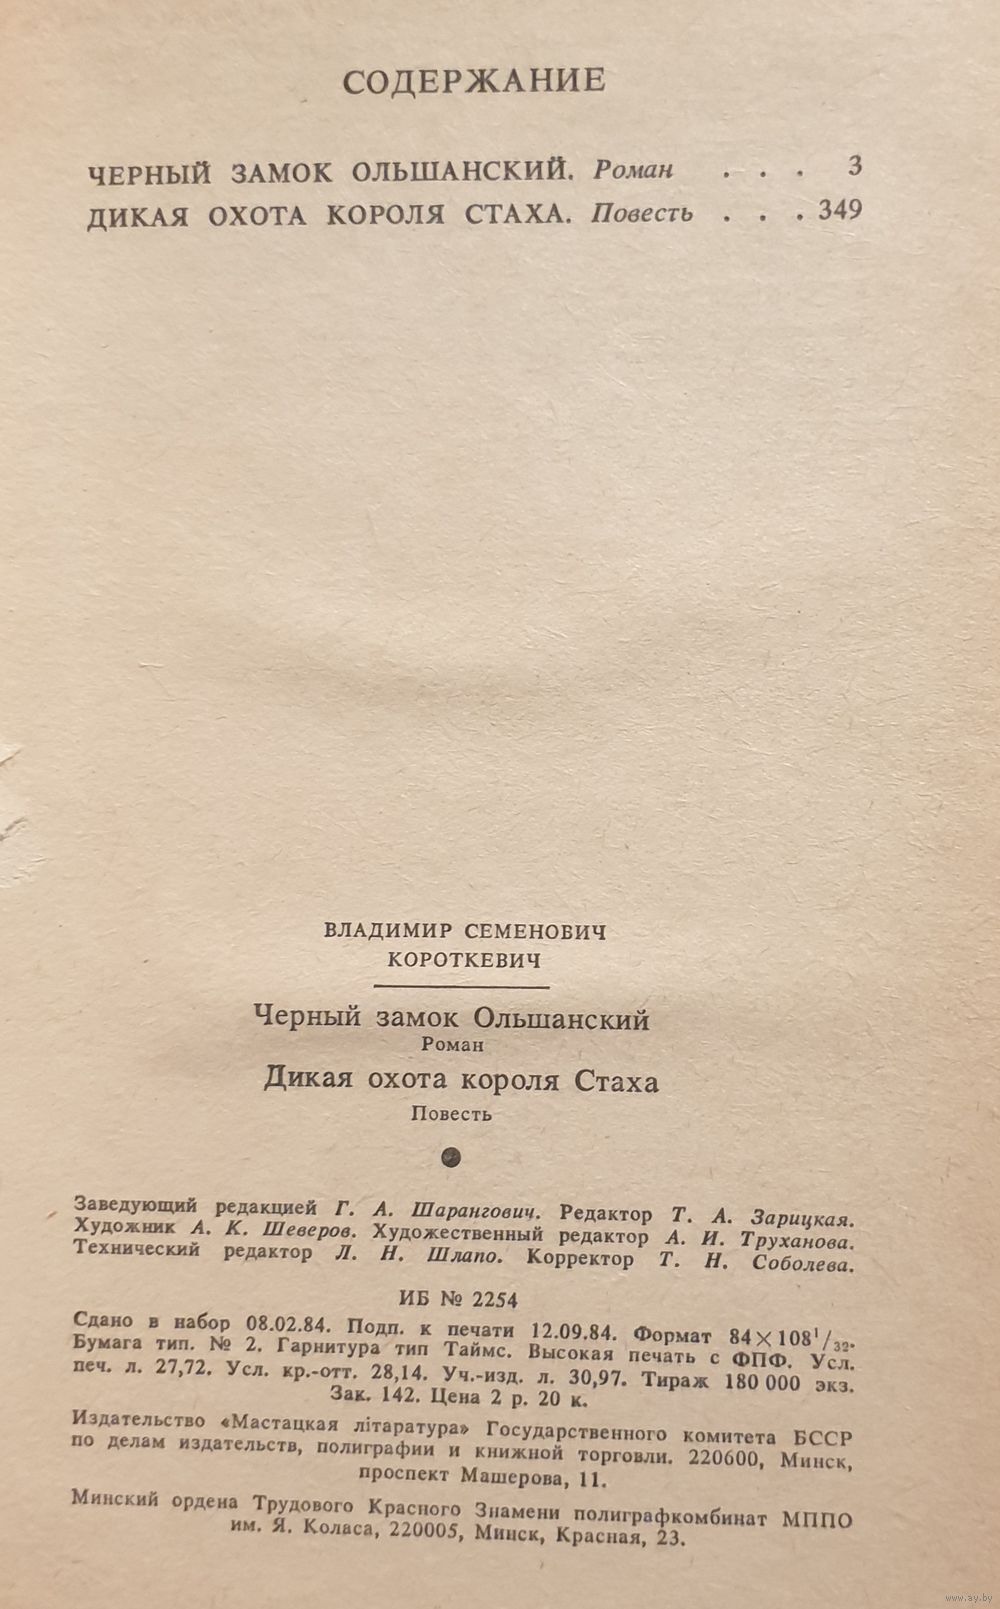 СОДЕРЖАНИЕ
ЧЕРНЫЙ ЗАМОК ОЛЬШАНСКИЙ. Роман . . . 3
ДИКАЯ ОХОТА КОРОЛЯ СТАХА. Повесть . . . 349
ВЛАДИМИР СЕМЕНОВИЧ
КОРОТКЕВИЧ
Черный замок Ольшанский
Роман
Дикая охота короля Стаха
Повесть
Заведующий редакцией Г. А. Шарангович. Редактор Т. А. Зарицкая.
Художник А. К. Шеверов. Художественный редактор А. И. Труханова.
Технический редактор Л. Н. Шлапо. Корректор Т. Н. Соболева.
ИБ № 2254
Сдано в набор 08.02.84. Подп. к печати 12.09.84. Формат 84×108¹/₃₂.
Бумага тип. № 2. Гарнитура тип Таймс. Высокая печать с ФПФ. Усл.
печ. л. 27,72. Усл. кр.-отт. 28,14. Уч.-изд. л. 30,97. Тираж 180 000 экз.
Зак. 142. Цена 2 р. 20 к.
Издательство «Мастацкая літаратура» Государственного комитета БССР
по делам издательств, полиграфии и книжной торговли. 220600, Минск,
проспект Машерова, 11.
Минский ордена Трудового Красного Знамени полиграфкомбинат МППО
им. Я. Коласа, 220005, Минск, Красная, 23.
www.ay.by